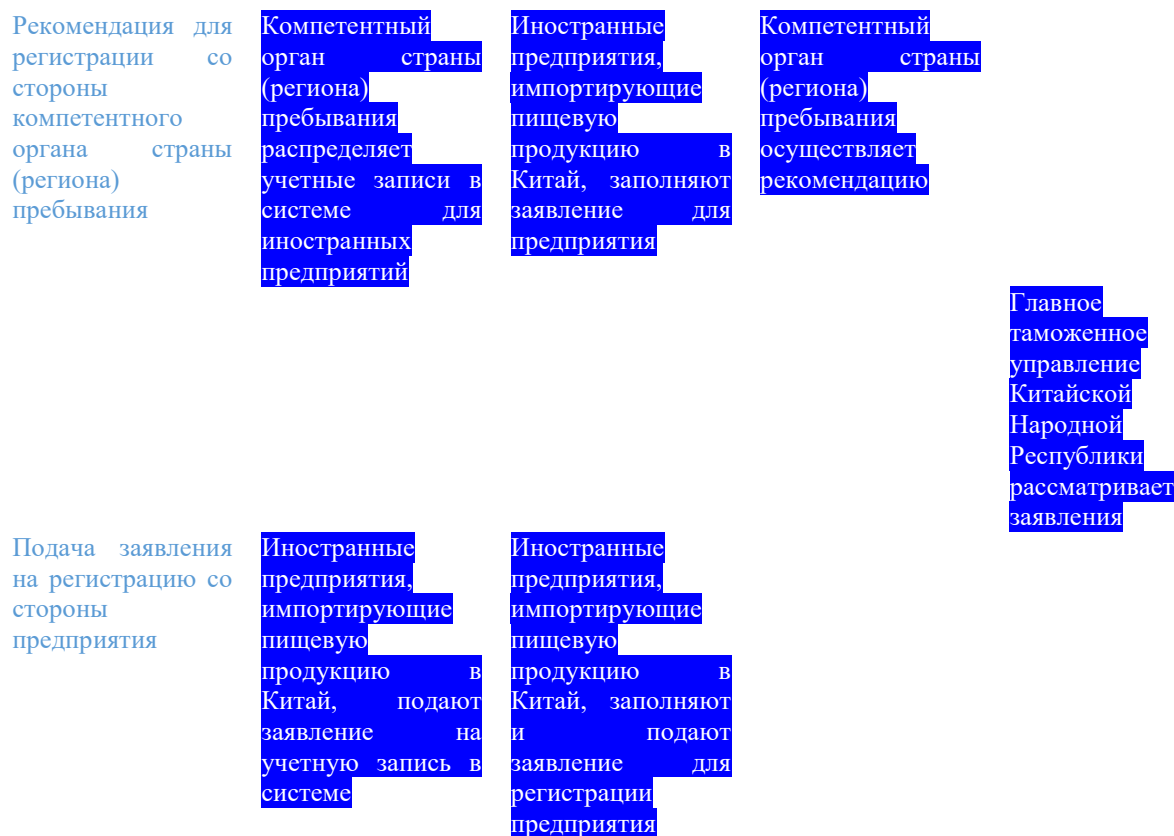 Рекомендация для
регистрации со
стороны
компетентного
органа страны
(региона)
пребывания
Компетентный
орган страны
(региона)
пребывания
распределяет
учетные записи в
системе для
иностранных
предприятий
Иностранные
предприятия,
импортирующие
пищевую
продукцию в
Китай, заполняют
заявление для
предприятия
Компетентный
орган страны
(региона)
пребывания
осуществляет
рекомендацию
Главное
таможенное
управление
Китайской
Народной
Республики
рассматривает
заявления
Подача заявления
на регистрацию со
стороны
предприятия
Иностранные
предприятия,
импортирующие
пищевую
продукцию в
Китай, подают
заявление на
учетную запись в
системе
Иностранные
предприятия,
импортирующие
пищевую
продукцию в
Китай, заполняют
и подают
заявление для
регистрации
предприятия